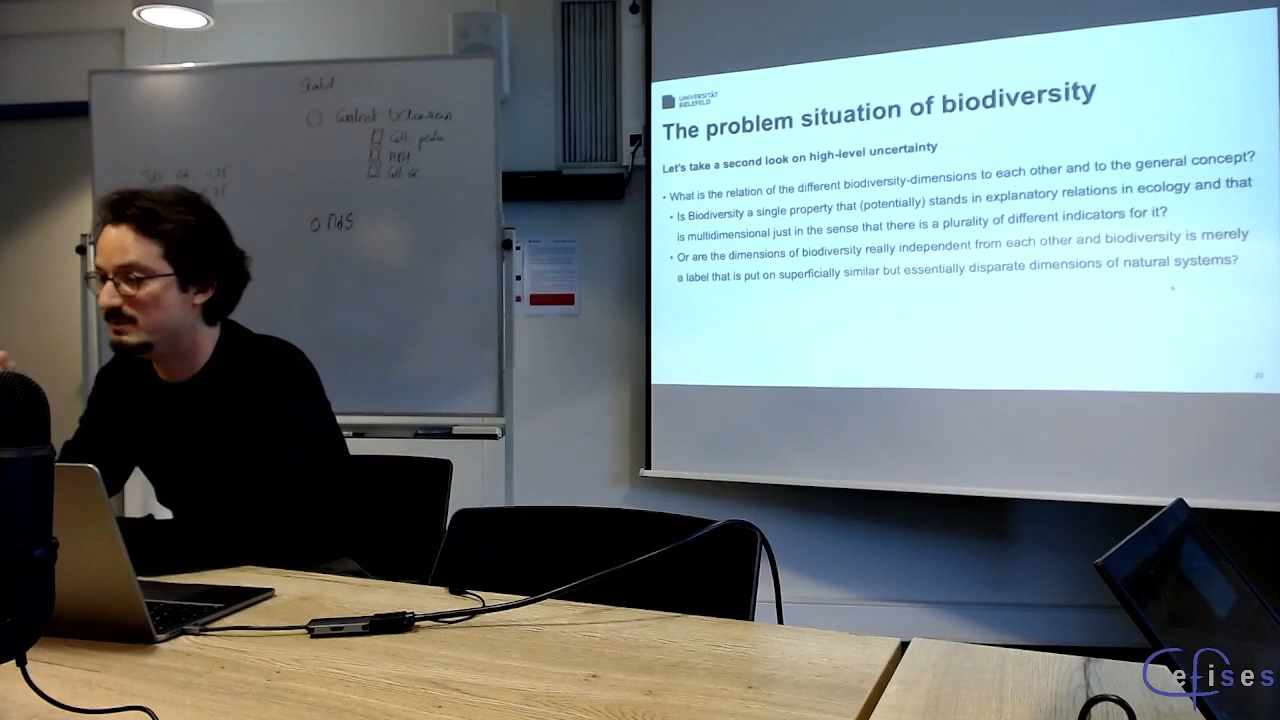 UNIVERSITÄT
BIELEFELD
The problem situation of biodiversity
Let's take a second look on high-level uncertainty
• What is the relation of the different biodiversity-dimensions to each other and to the general concept?
• Is Biodiversity a single property that (potentially) stands in explanatory relations in ecology and that
is multidimensional just in the sense that there is a plurality of different indicators for it?
• Or are the dimensions of biodiversity really independent from each other and biodiversity is merely
a label that is put on superficially similar but essentially disparate dimensions of natural systems?
20
Contract
MdS
Cefises